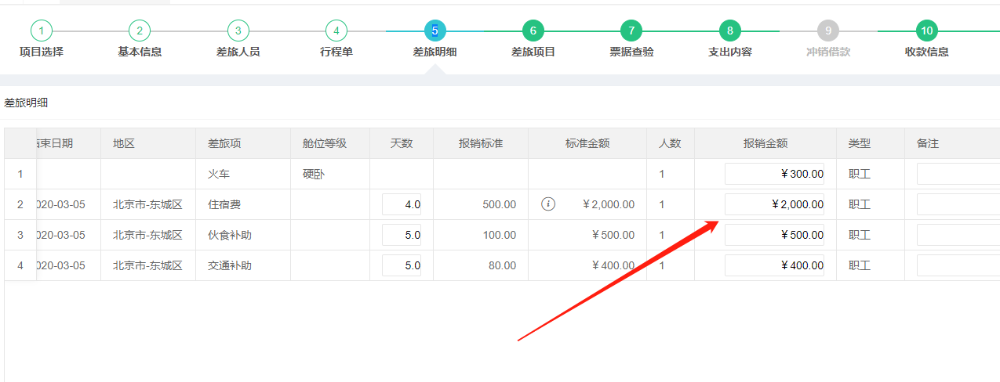 1 2 3 4 5 6 7 8 9 10
项目选择 基本信息 差旅人员 行程单 差旅明细 差旅项目 票据查验 支出内容 冲销借款 收款信息
差旅明细
结束日期 地区 差旅项 舱位等级 天数 报销标准 标准金额 人数 报销金额 类型 备注
1 火车 硬卧 1 ￥300.00 职工
2 020-03-05 北京市-东城区 住宿费 4.0 500.00 i ￥2,000.00 1 ￥2,000.00 职工
3 020-03-05 北京市-东城区 伙食补助 5.0 100.00 ￥500.00 1 ￥500.00 职工
4 020-03-05 北京市-东城区 交通补助 5.0 80.00 ￥400.00 1 ￥400.00 职工